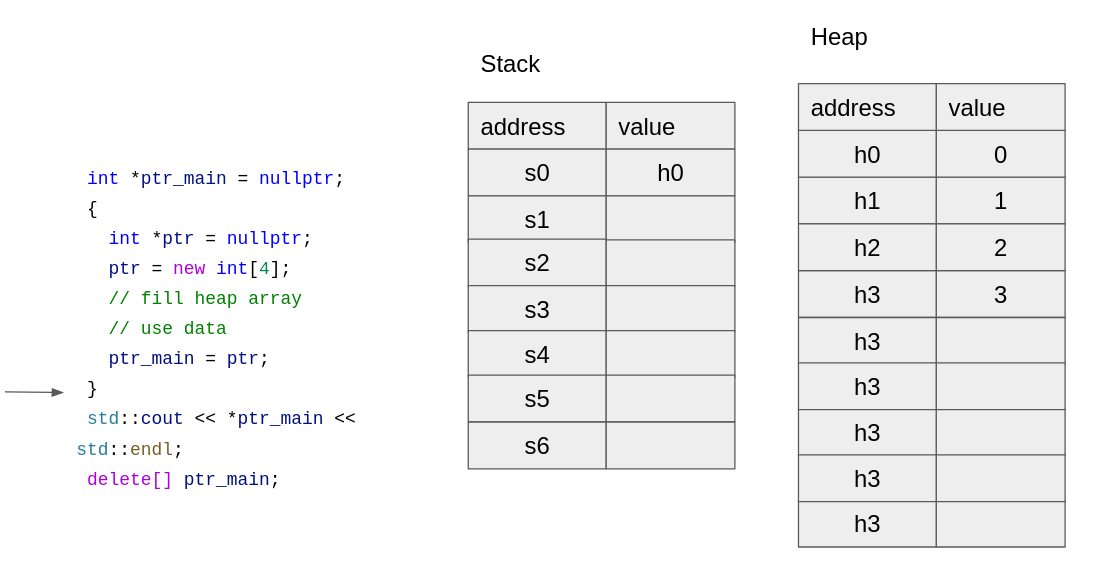 int *ptr_main = nullptr;
{
int *ptr = nullptr;
ptr = new int[4];
// fill heap array
// use data
ptr_main = ptr;
}
std::cout << *ptr_main <<
std::endl;
delete[] ptr_main;
Stack
address value
s0 h0
s1
s2
s3
s4
s5
s6
Heap
address value
h0 0
h1 1
h2 2
h3 3
h3
h3
h3
h3
h3